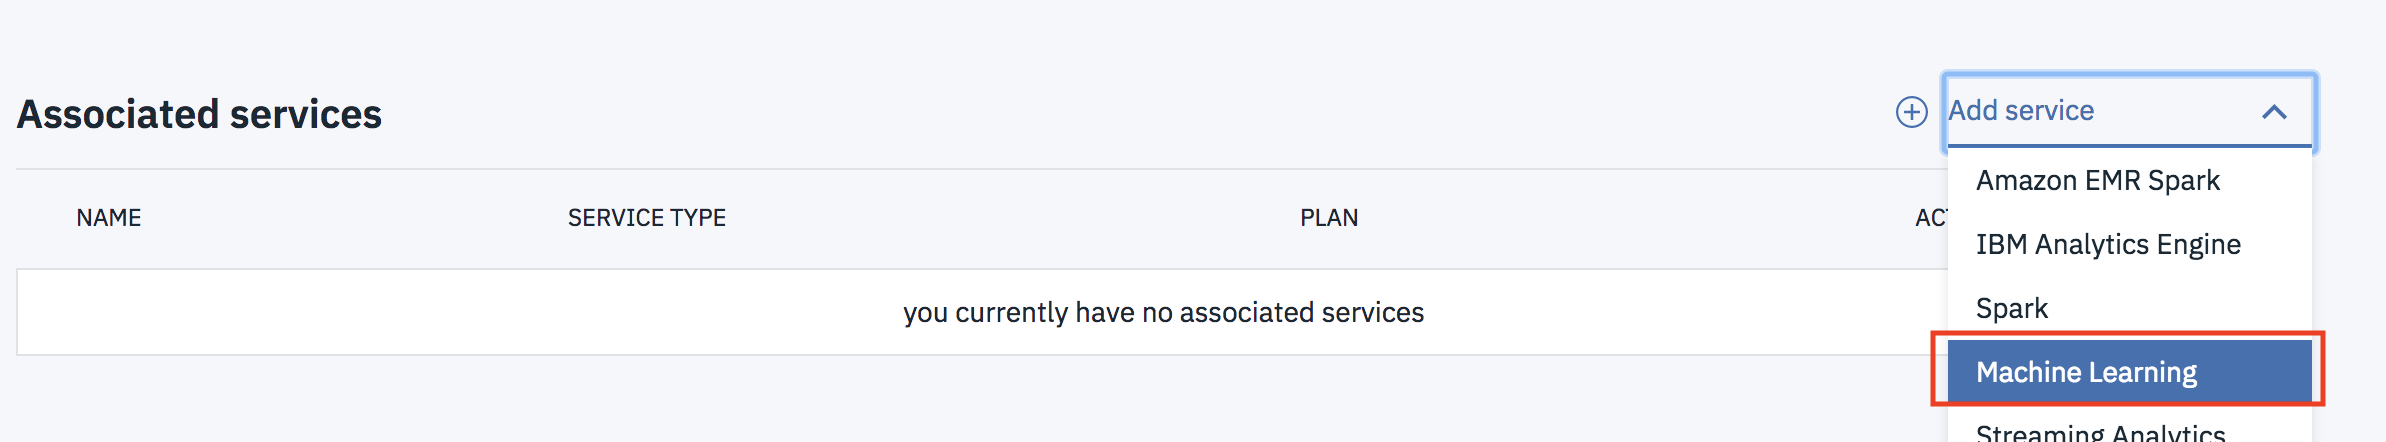 Associated services
Add service
NAME SERVICE TYPE PLAN AC
Amazon EMR Spark
IBM Analytics Engine
you currently have no associated services
Spark
Machine Learning
Streaming Analytics